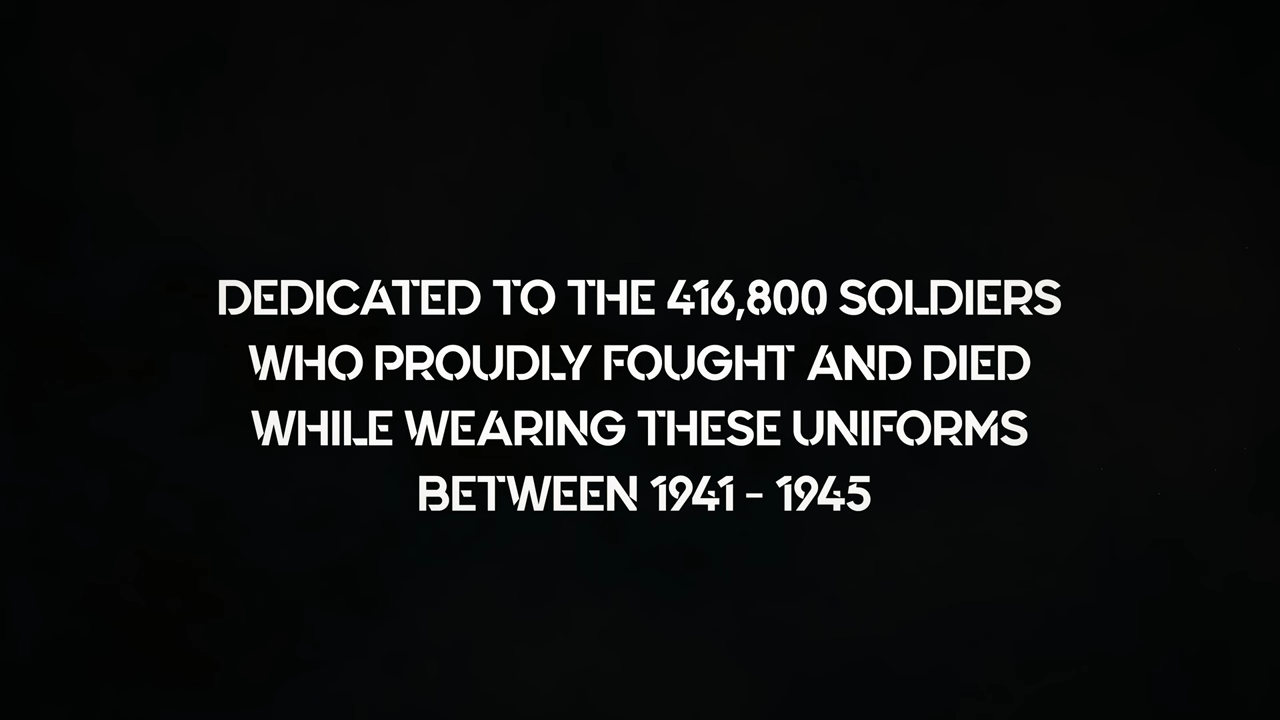 DEDICATED TO THE 416,800 SOLDIERS
WHO PROUDLY FOUGHT AND DIED
WHILE WEARING THESE UNIFORMS
BETWEEN 1941 - 1945